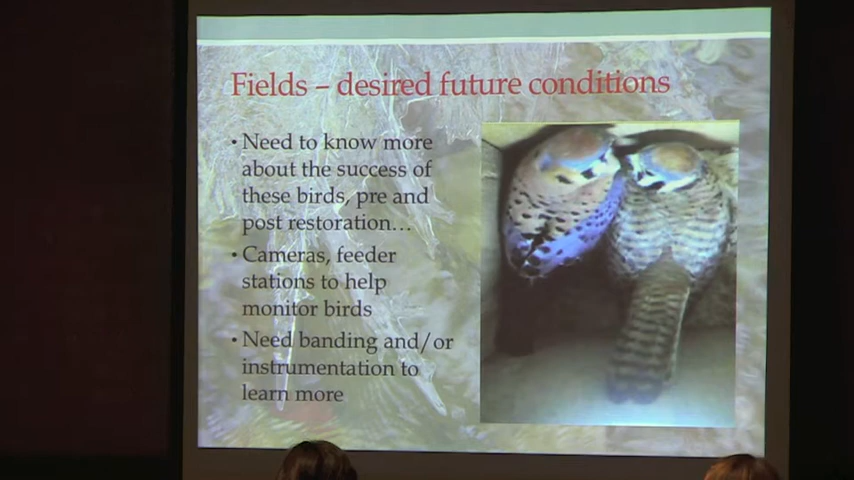 Fields – desired future conditions
• Need to know more
about the success of
these birds, pre and
post restoration…
• Cameras, feeder
stations to help
monitor birds
• Need banding and/or
instrumentation to
learn more